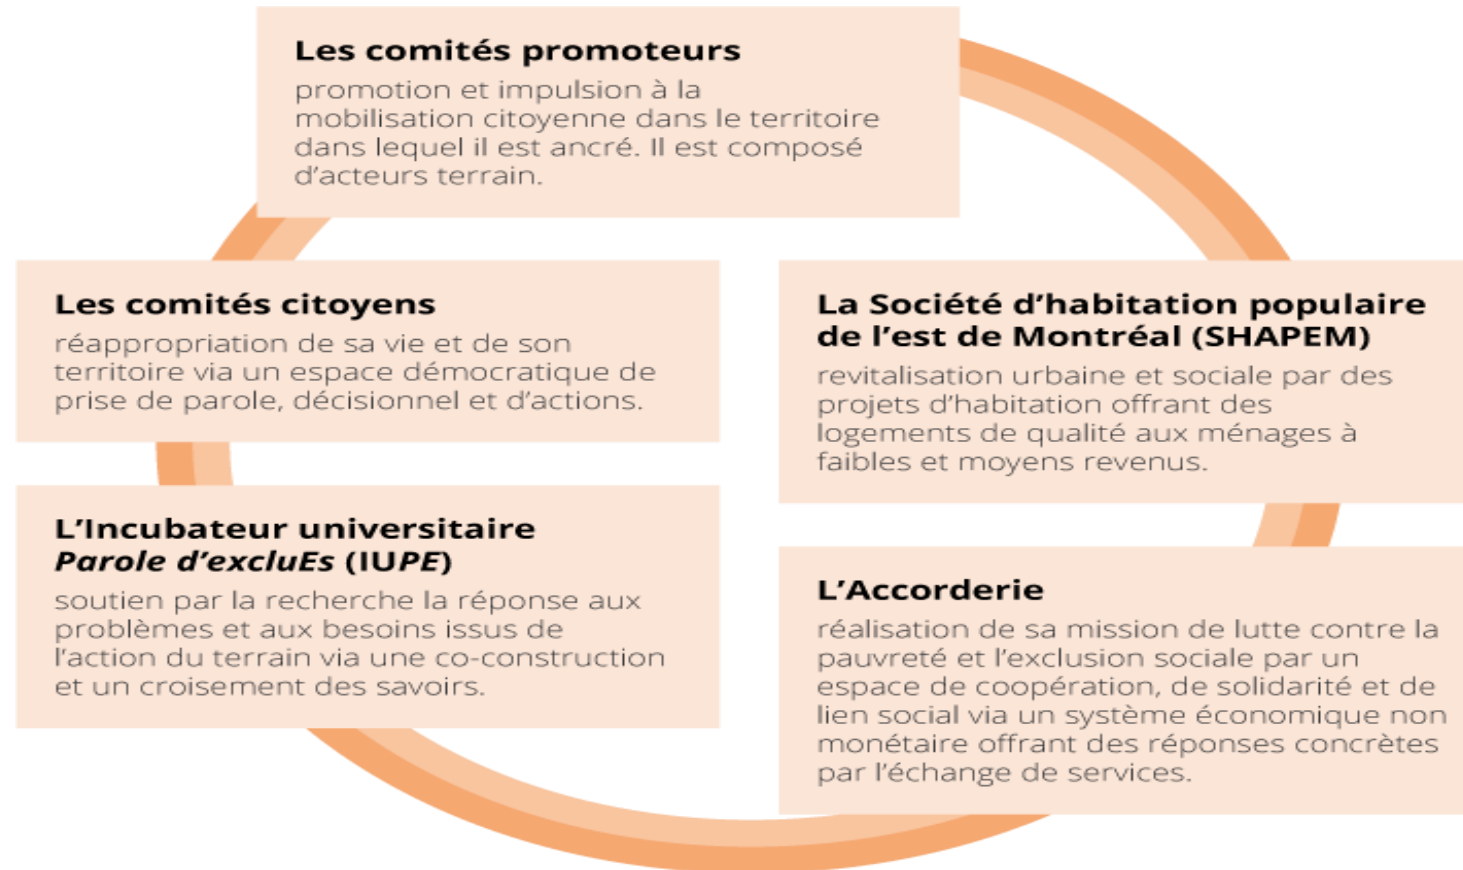 Les comités promoteurs
promotion et impulsion à la
mobilisation citoyenne dans le territoire
dans lequel il est ancré. Il est composé
d’acteurs terrain.
Les comités citoyens
réappropriation de sa vie et de son
territoire via un espace démocratique de
prise de parole, décisionnel et d’actions.
La Société d’habitation populaire
de l’est de Montréal (SHAPEM)
revitalisation urbaine et sociale par des
projets d’habitation offrant des
logements de qualité aux ménages à
faibles et moyens revenus.
L’Incubateur universitaire
Parole d’excluEs (IUPE)
soutien par la recherche la réponse aux
problèmes et aux besoins issus de
l’action du terrain via une co-construction
et un croisement des savoirs.
L’Accorderie
réalisation de sa mission de lutte contre la
pauvreté et l’exclusion sociale par un
espace de coopération, de solidarité et de
lien social via un système économique non
monétaire offrant des réponses concrètes
par l’échange de services.